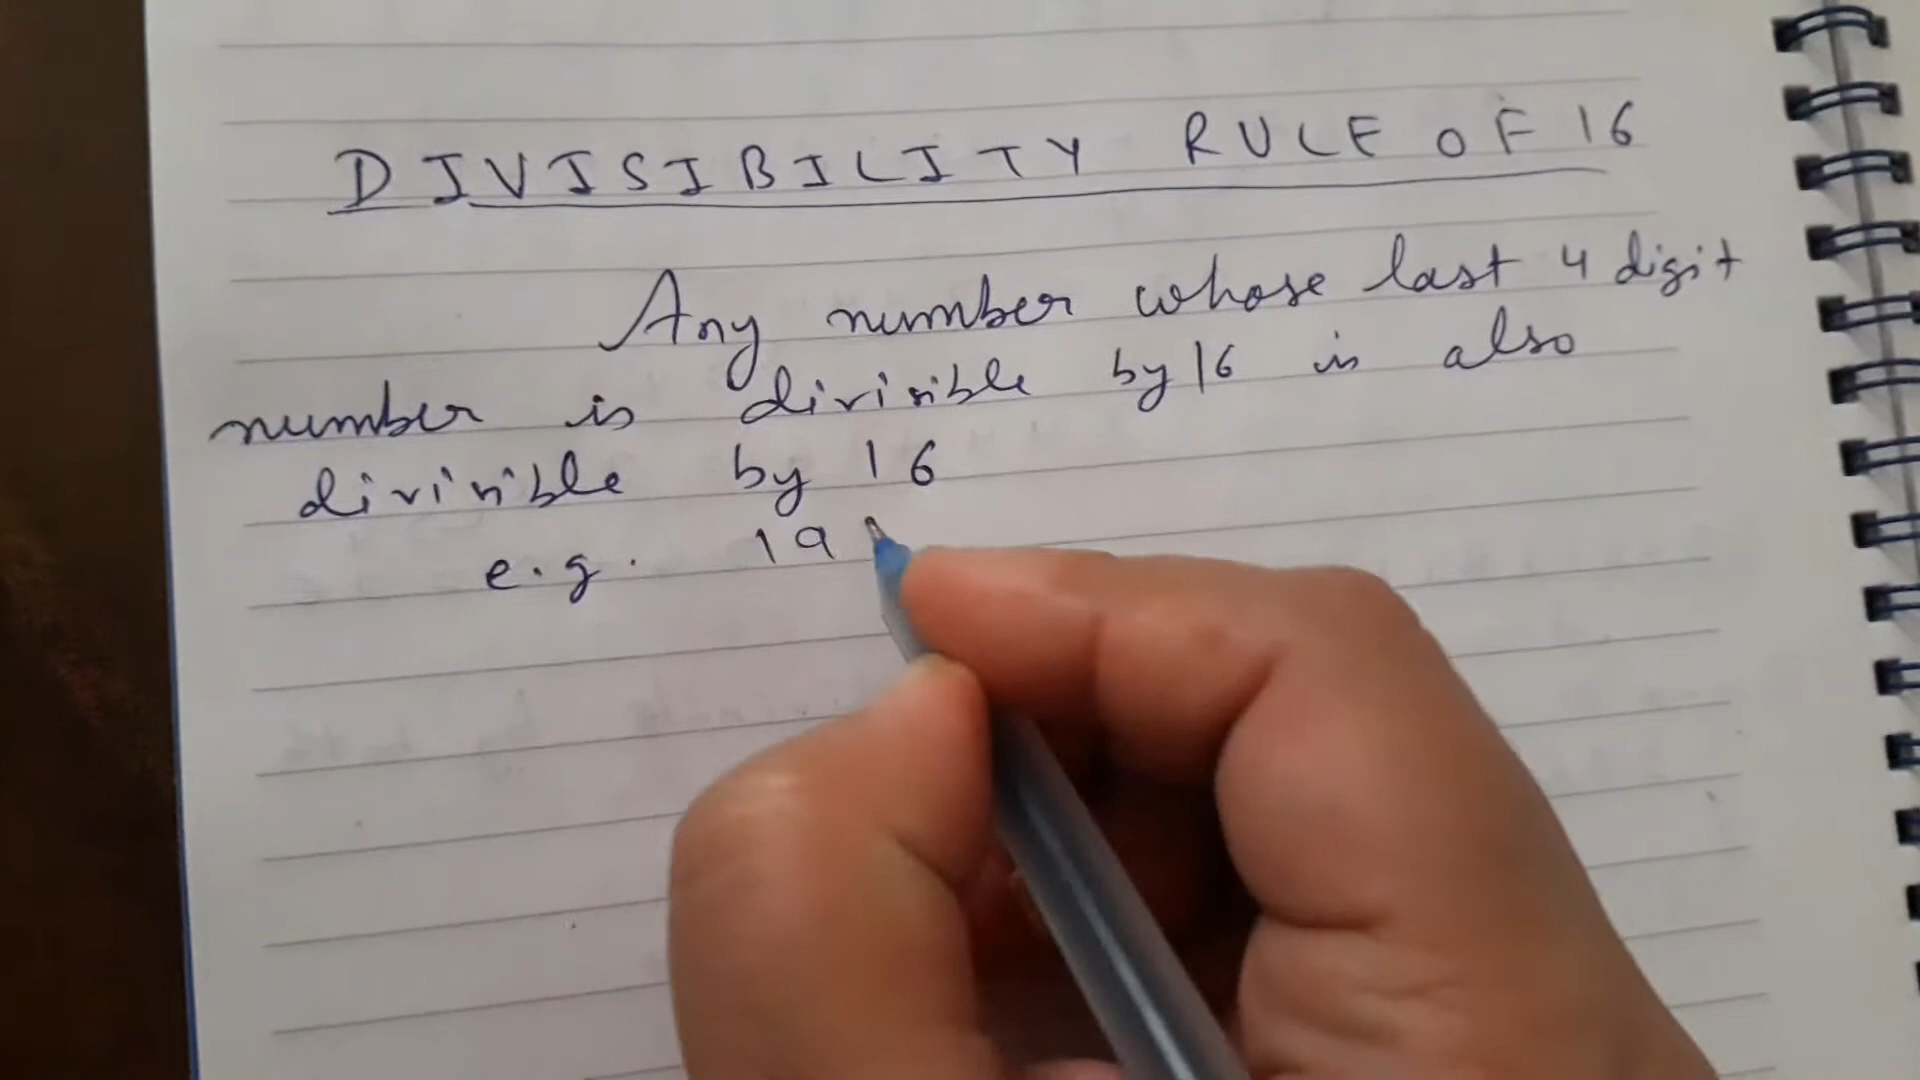 DIVISIBILITY RULE OF 16
Any number whose last 4 digit
number is divisible by 16 is also
divisible by 16
e.g. 19